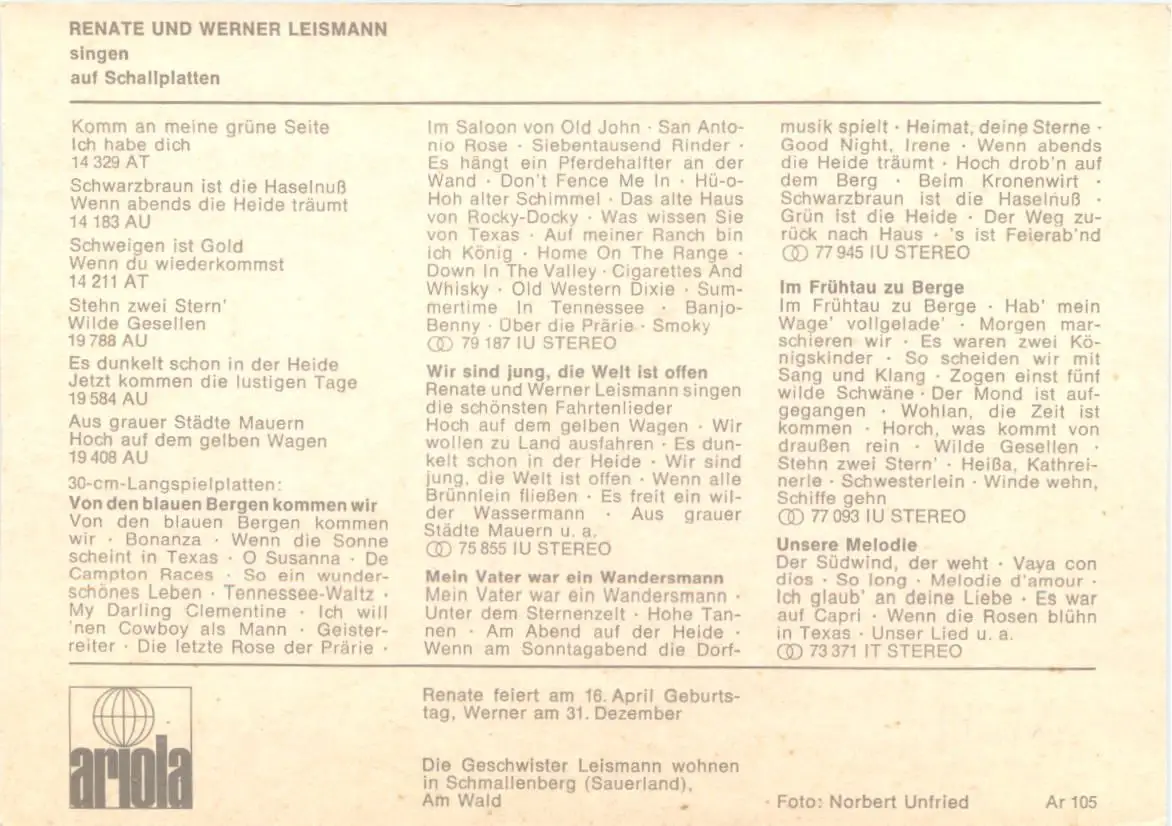 RENATE UND WERNER LEISMANN
singen
auf Schallplatten
Komm an meine grüne Seite
Ich habe dich
14 329 AT
Schwarzbraun ist die Haselnuß
Wenn abends die Heide träumt
14 183 AU
Schweigen ist Gold
Wenn du wiederkommst
14 211 AT
Stehn zwei Stern'
Wilde Gesellen
19 788 AU
Es dunkelt schon in der Heide
Jetzt kommen die lustigen Tage
19 584 AU
Aus grauer Städte Mauern
Hoch auf dem gelben Wagen
19 408 AU
30-cm-Langspielplatten:
Von den blauen Bergen kommen wir
Von den blauen Bergen kommen
wir · Bonanza · Wenn die Sonne
scheint in Texas · O Susanna · De
Campton Races · So ein wunder-
schönes Leben · Tennessee-Waltz ·
My Darling Clementine · Ich will
'nen Cowboy als Mann · Geister-
reiter · Die letzte Rose der Prärie ·
Im Saloon von Old John · San Anto-
nio Rose · Siebentausend Rinder ·
Es hängt ein Pferdehalfter an der
Wand · Don't Fence Me In · Hü-o-
Hoh alter Schimmel · Das alte Haus
von Rocky-Docky · Was wissen Sie
von Texas · Auf meiner Ranch bin
ich König · Home On The Range ·
Down In The Valley · Cigarettes And
Whisky · Old Western Dixie · Sum-
mertime In Tennessee · Banjo-
Benny · Über die Prärie · Smoky
79 187 IU STEREO
Wir sind jung, die Welt ist offen
Renate und Werner Leismann singen
die schönsten Fahrtenlieder
Hoch auf dem gelben Wagen · Wir
wollen zu Land ausfahren · Es dun-
kelt schon in der Heide · Wir sind
jung, die Welt ist offen · Wenn alle
Brünnlein fließen · Es freit ein wil-
der Wassermann · Aus grauer
Städte Mauern u. a.
75 855 IU STEREO
Mein Vater war ein Wandersmann
Mein Vater war ein Wandersmann ·
Unter dem Sternenzelt · Hohe Tan-
nen · Am Abend auf der Heide ·
Wenn am Sonntagabend die Dorf-
musik spielt · Heimat, deine Sterne ·
Good Night, Irene · Wenn abends
die Heide träumt · Hoch drob'n auf
dem Berg · Beim Kronenwirt ·
Schwarzbraun ist die Haselnuß ·
Grün ist die Heide · Der Weg zu-
rück nach Haus · 's ist Feierab'nd
77 945 IU STEREO
Im Frühtau zu Berge
Im Frühtau zu Berge · Hab' mein
Wage' vollgelade' · Morgen mar-
schieren wir · Es waren zwei Kö-
nigskinder · So scheiden wir mit
Sang und Klang · Zogen einst fünf
wilde Schwäne · Der Mond ist auf-
gegangen · Wohlan, die Zeit ist
kommen · Horch, was kommt von
draußen rein · Wilde Gesellen ·
Stehn zwei Stern' · Heißa, Kathrei-
nerle · Schwesterlein · Winde wehn,
Schiffe gehn
77 093 IU STEREO
Unsere Melodie
Der Südwind, der weht · Vaya con
dios · So long · Melodie d'amour ·
Ich glaub' an deine Liebe · Es war
auf Capri · Wenn die Rosen blühn
in Texas · Unser Lied u. a.
73 371 IT STEREO
ariola
Renate feiert am 16. April Geburts-
tag, Werner am 31. Dezember
Die Geschwister Leismann wohnen
in Schmallenberg (Sauerland),
Am Wald
Foto: Norbert Unfried
Ar 105